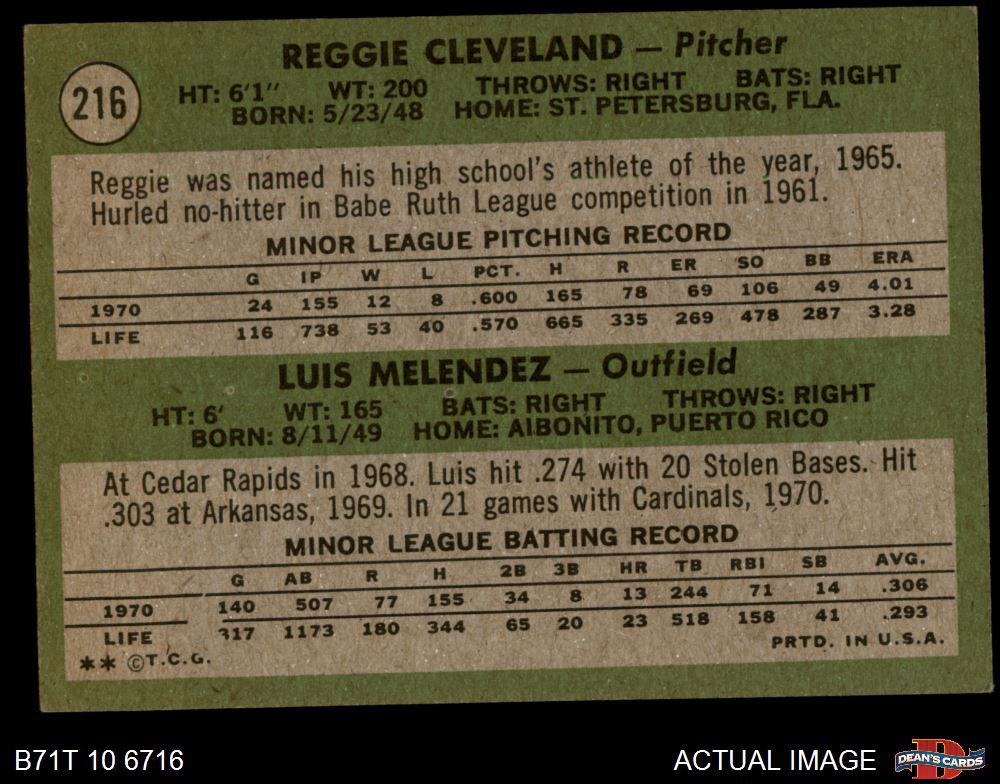 REGGIE CLEVELAND — Pitcher
216
HT: 6'1" WT: 200 THROWS: RIGHT BATS: RIGHT
BORN: 5/23/48 HOME: ST. PETERSBURG, FLA.
Reggie was named his high school's athlete of the year, 1965.
Hurled no-hitter in Babe Ruth League competition in 1961.
MINOR LEAGUE PITCHING RECORD
G IP W L PCT. H R ER SO BB ERA
1970 24 155 12 8 .600 165 78 69 106 49 4.01
LIFE 116 738 53 40 .570 665 335 269 478 287 3.28
LUIS MELENDEZ — Outfield
HT: 6' WT: 165 BATS: RIGHT THROWS: RIGHT
BORN: 8/11/49 HOME: AIBONITO, PUERTO RICO
At Cedar Rapids in 1968. Luis hit .274 with 20 Stolen Bases. Hit
.303 at Arkansas, 1969. In 21 games with Cardinals, 1970.
MINOR LEAGUE BATTING RECORD
G AB R H 2B 3B HR TB RBI SB AVG.
1970 140 507 77 155 34 8 13 244 71 14 .306
LIFE 317 1173 180 344 65 20 23 518 158 41 .293
** ©T.C.G. PRTD. IN U.S.A.
B71T 10 6716 ACTUAL IMAGE D DEAN'S CARDS